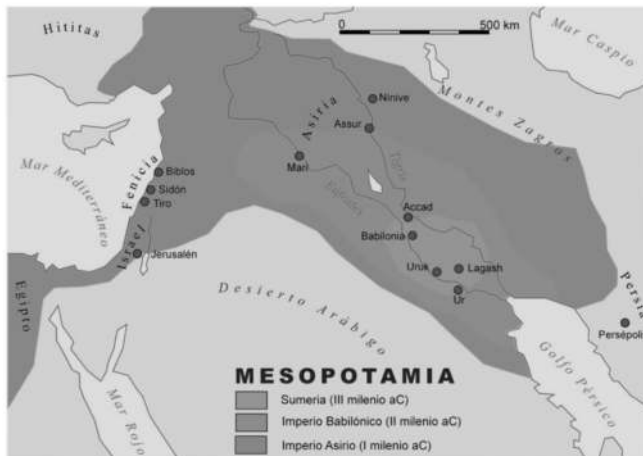 Hititas
0 500 km
Mar Caspio
Montes Zagros
Asiria
Nínive
Assur
Tigris
Mari
Éufrates
Mar Mediterráneo
Fenicia
Biblos
Sidón
Tiro
Israel
Jerusalén
Accad
Babilonia
Uruk
Lagash
Ur
Egipto
Desierto Arábigo
Persia
Persépolis
Golfo Pérsico
Mar Rojo
MESOPOTAMIA
Sumeria (III milenio aC)
Imperio Babilónico (II milenio aC)
Imperio Asirio (I milenio aC)